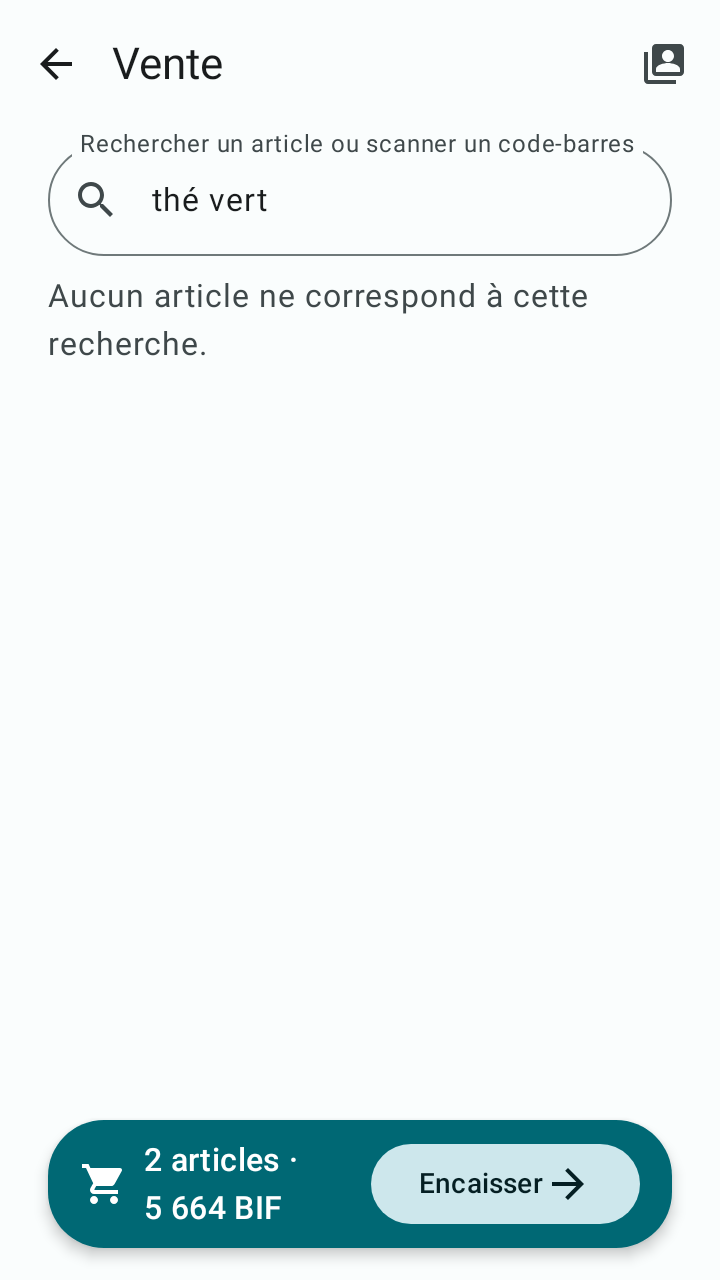 Vente
Rechercher un article ou scanner un code-barres
thé vert
Aucun article ne correspond à cette
recherche.
2 articles ·
5 664 BIF
Encaisser